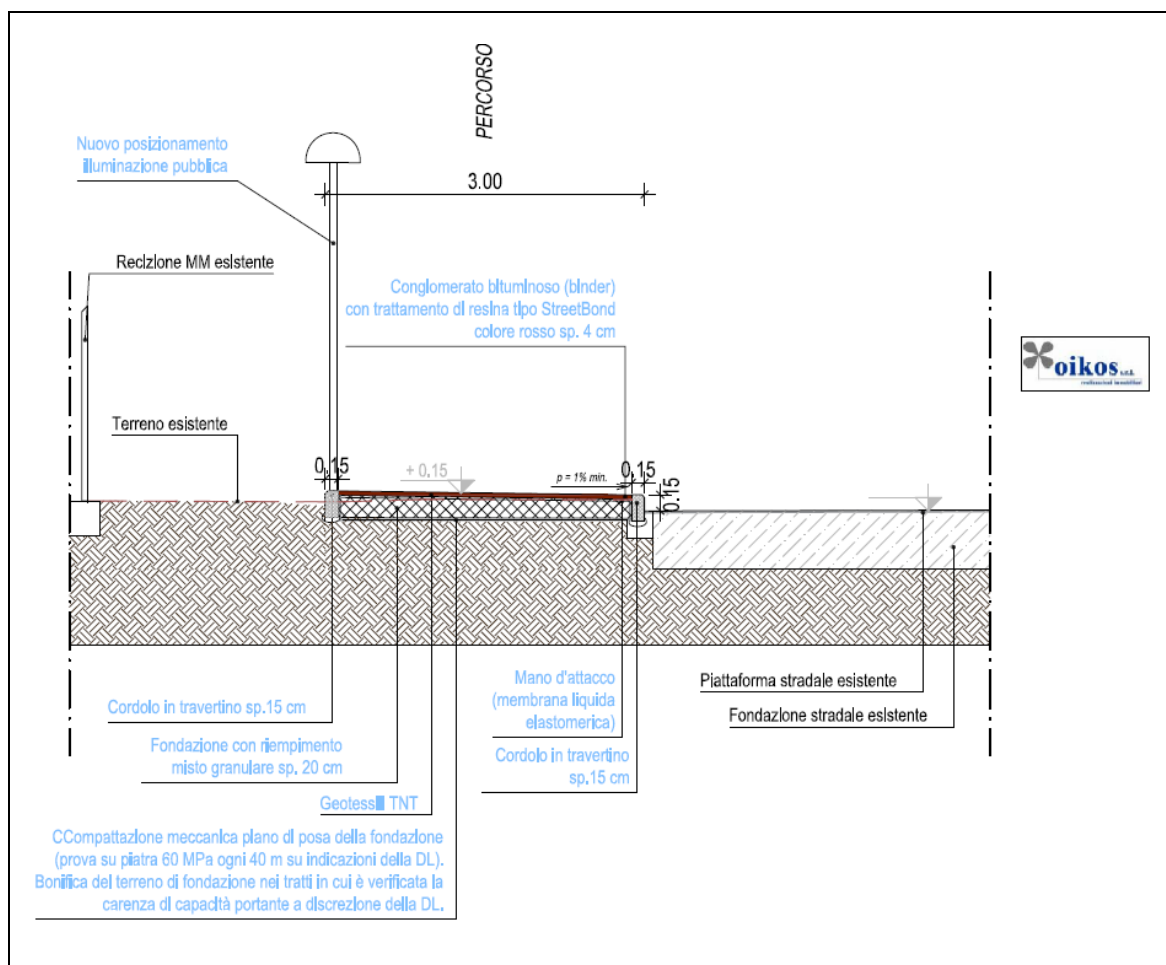 PERCORSO
Nuovo posizionamento
illuminazione pubblica
3.00
Recizione MM esistente
Conglomerato bituminoso (binder)
con trattamento di resina tipo StreetBond
colore rosso sp. 4 cm
oikos s.r.l.
realizzazioni immobiliari
Terreno esistente
0.15
+ 0.15
p = 1% min.
0.15
0.15
Mano d'attacco
(membrana liquida
elastomerica)
Piattaforma stradale esistente
Cordolo in travertino sp.15 cm
Fondazione stradale esistente
Fondazione con riempimento
misto granulare sp. 20 cm
Cordolo in travertino
sp.15 cm
Geotessil TNT
CCompattazione meccanica plano di posa della fondazione
(prova su piatra 60 MPa ogni 40 m su indicazioni della DL).
Bonifica del terreno di fondazione nei tratti in cui è verificata la
carenza di capacità portante a discrezione della DL.